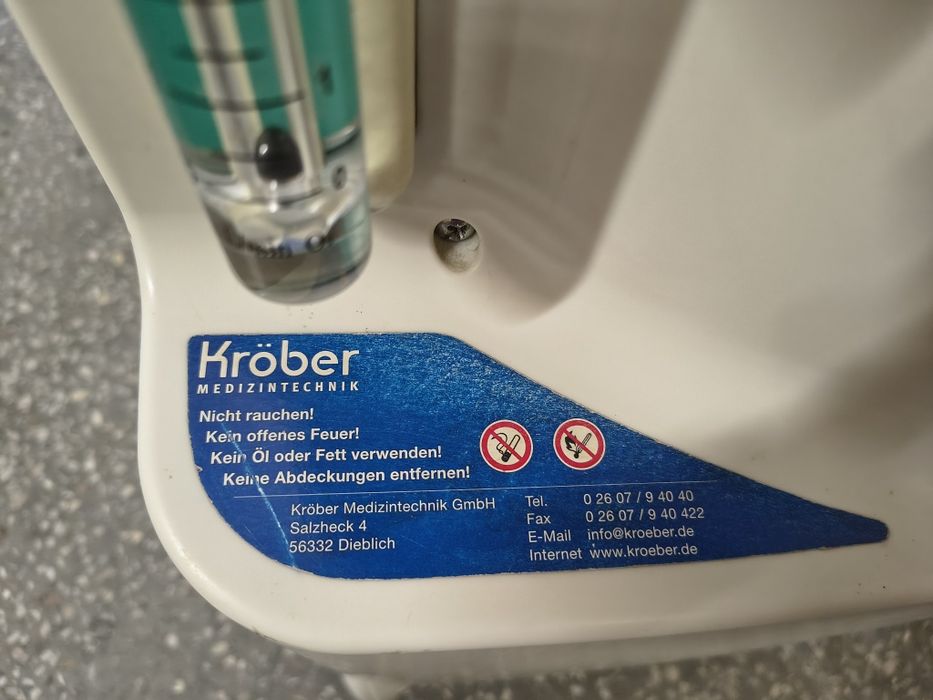 1
0
Kröber
MEDIZINTECHNIK
Nicht rauchen!
Kein offenes Feuer!
Kein Öl oder Fett verwenden!
Keine Abdeckungen entfernen!
Kröber Medizintechnik GmbH
Salzheck 4
56332 Dieblich
Tel. 0 26 07 / 9 40 40
Fax 0 26 07 / 9 40 422
E-Mail info@kroeber.de
Internet www.kroeber.de